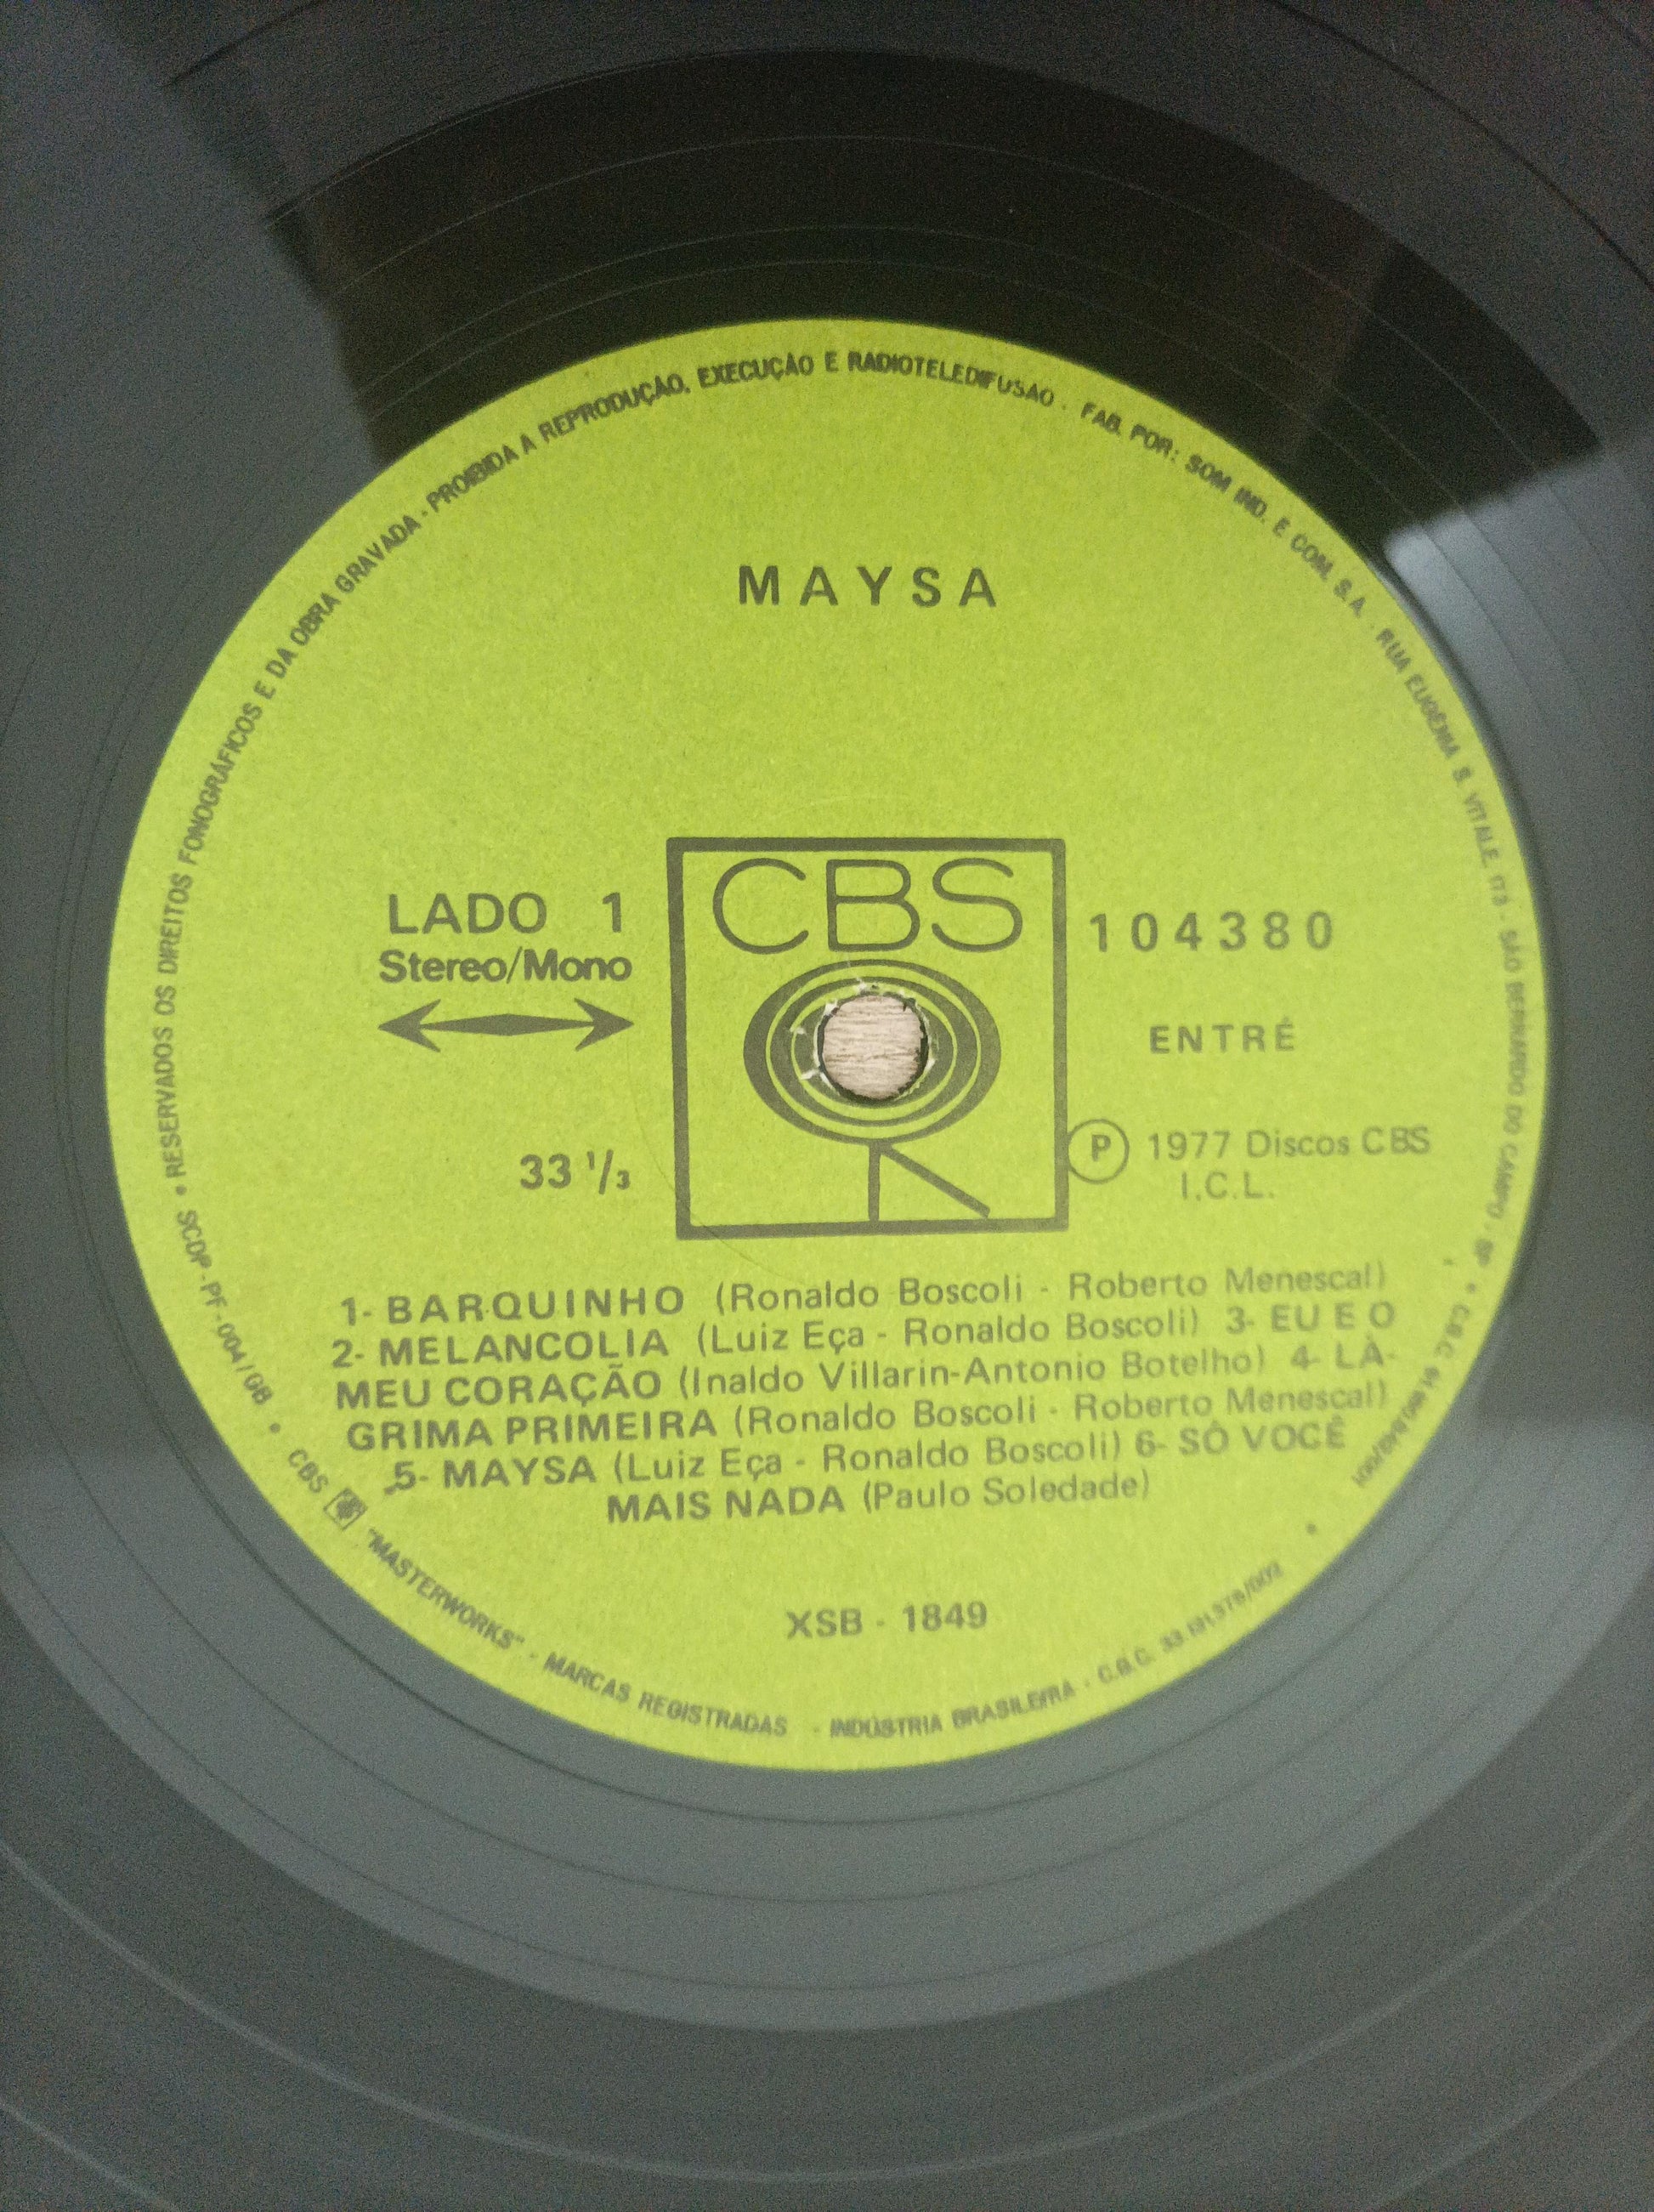 RESERVADOS OS DIREITOS FONOGRÁFICOS E DA OBRA GRAVADA - PROIBIDA A REPRODUÇÃO, EXECUÇÃO E RADIOTELEDIFUSÃO - FAB. POR: SOM IND. E COM. S.A. - RUA EUGÊNIA S. VITALE, 173 - SÃO BERNARDO DO CAMPO - SP • C.G.C.
MAYSA
CBS
LADO 1
Stereo/Mono
33 1/3
104380
ENTRÉ
Ⓟ 1977 Discos CBS
I.C.L.
1- BARQUINHO (Ronaldo Boscoli - Roberto Menescal)
2- MELANCOLIA (Luiz Eça - Ronaldo Boscoli) 3- EU E O
MEU CORAÇÃO (Inaldo Villarin-Antonio Botelho) 4- LÁ-
GRIMA PRIMEIRA (Ronaldo Boscoli - Roberto Menescal)
5- MAYSA (Luiz Eça - Ronaldo Boscoli) 6- SÓ VOCÊ
MAIS NADA (Paulo Soledade)
XSB - 1849
SCDP-PF-004/GB • CBS "MASTERWORKS" - MARCAS REGISTRADAS - INDÚSTRIA BRASILEIRA - C.G.C.